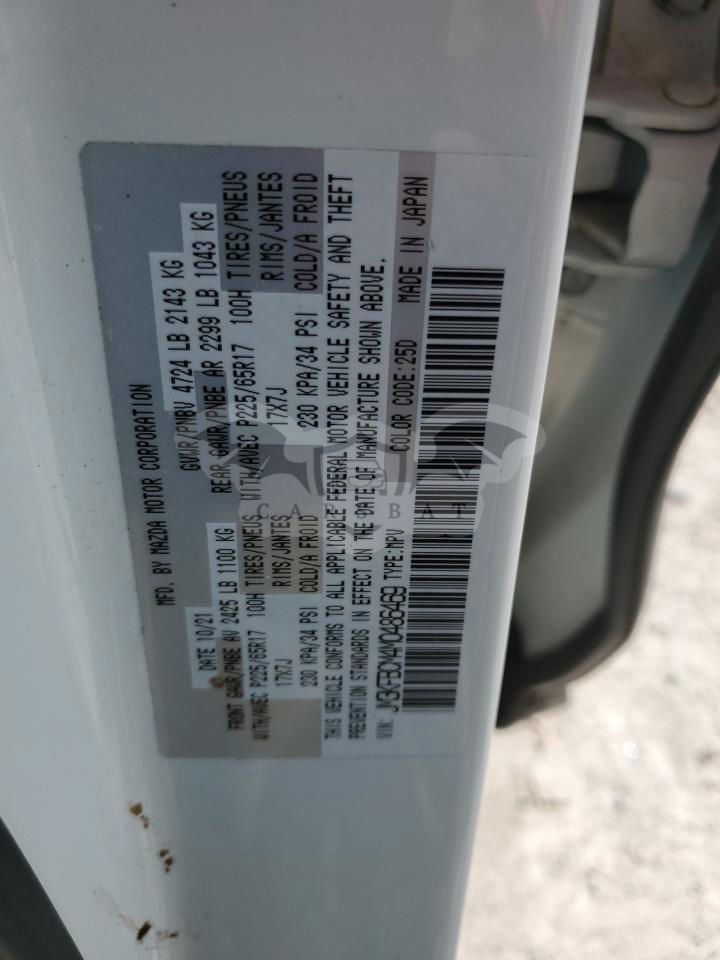 MFD. BY MAZDA MOTOR CORPORATION
DATE 10/21 GVWR/PNBV 4724 LB 2143 KG
FRONT GAWR/PNBE AV 2425 LB 1100 KG REAR GAWR/PNBE AR 2299 LB 1043 KG
WITH/AVEC P225/65R17 100H TIRES/PNEUS WITH/AVEC P225/65R17 100H TIRES/PNEUS
17X7J RIMS/JANTES 17X7J RIMS/JANTES
230 KPA/34 PSI COLD/A FROID 230 KPA/34 PSI COLD/A FROID
THIS VEHICLE CONFORMS TO ALL APPLICABLE FEDERAL MOTOR VEHICLE SAFETY AND THEFT
PREVENTION STANDARDS IN EFFECT ON THE DATE OF MANUFACTURE SHOWN ABOVE.
VIN: JM3KFBDM4M0486469 TYPE:MPV COLOR CODE:25D MADE IN JAPAN
CAR BAT